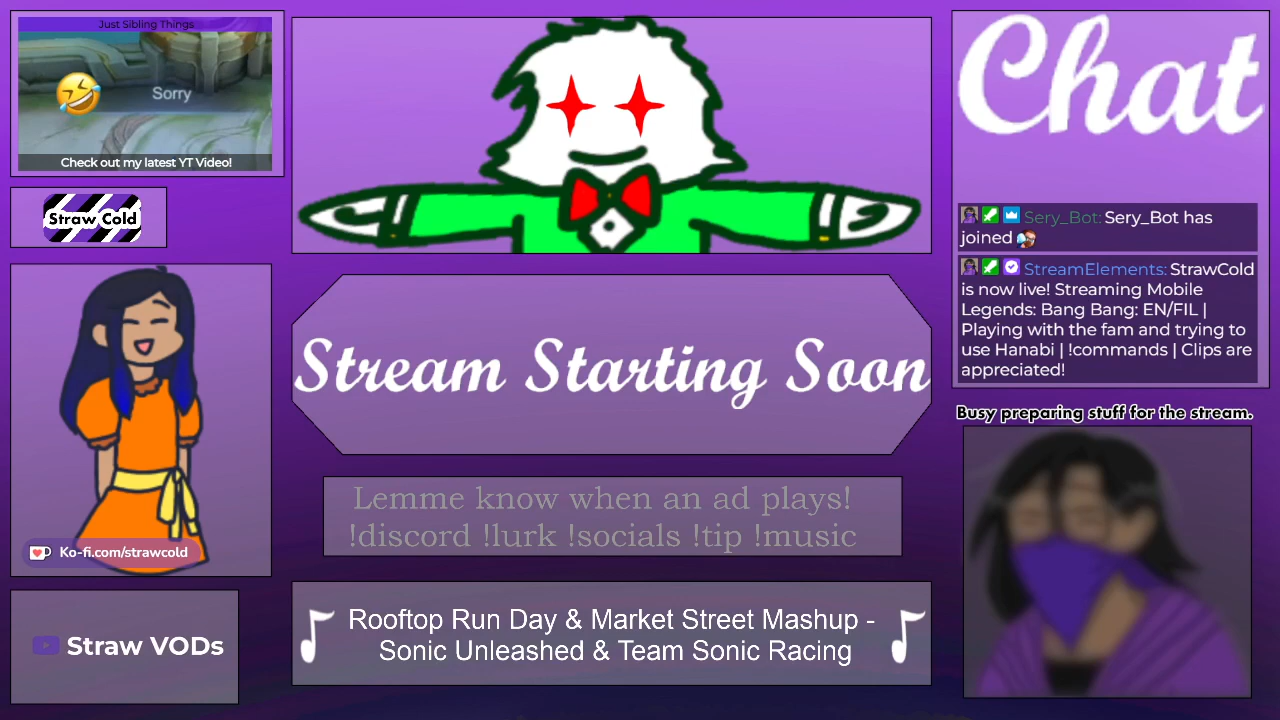 Just Sibling Things
Sorry
Check out my latest YT Video!
Straw Cold
Ko-fi.com/strawcold
Straw VODs
Stream Starting Soon
Lemme know when an ad plays!
!discord !lurk !socials !tip !music
Rooftop Run Day & Market Street Mashup -
Sonic Unleashed & Team Sonic Racing
Chat
Sery_Bot: Sery_Bot has
joined
StreamElements: StrawCold
is now live! Streaming Mobile
Legends: Bang Bang: EN/FIL |
Playing with the fam and trying to
use Hanabi | !commands | Clips are
appreciated!
Busy preparing stuff for the stream.